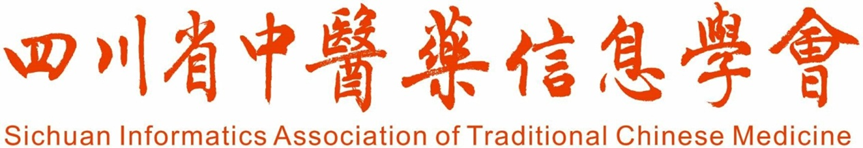 四川省中醫藥信息學會
Sichuan Informatics Association of Traditional Chinese Medicine